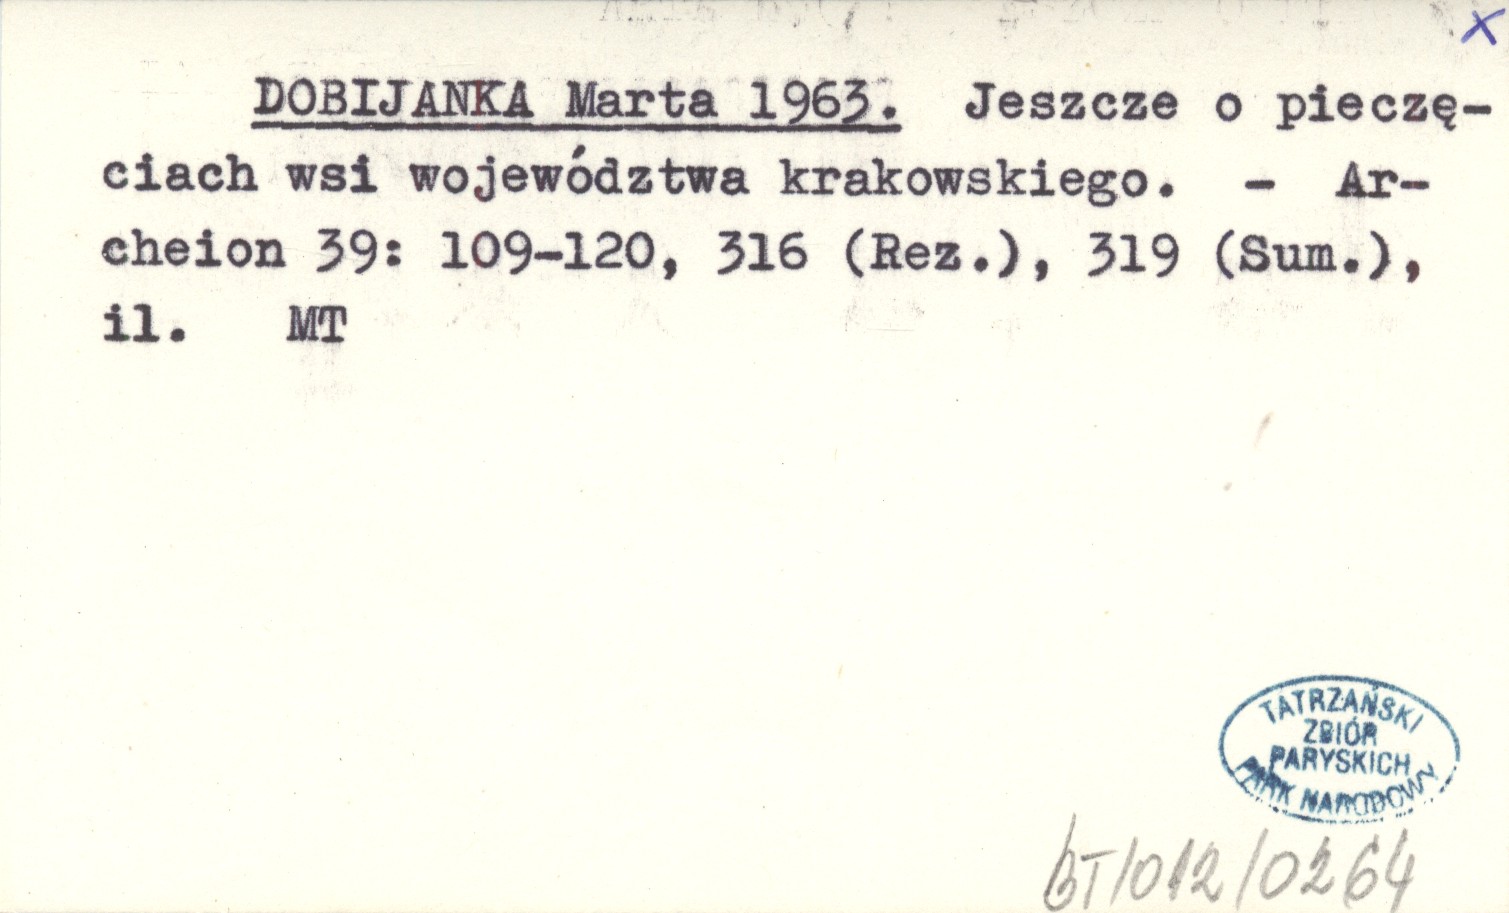 x
DOBIJANKA Marta 1963. Jeszcze o pieczę-
ciach wsi województwa krakowskiego. - Ar-
cheion 39: 109-120, 316 (Rez.), 319 (Sum.),
il. MT
TATRZAŃSKI
ZBIÓR
PARYSKICH
PARK NARODOWY
BT/012/0264